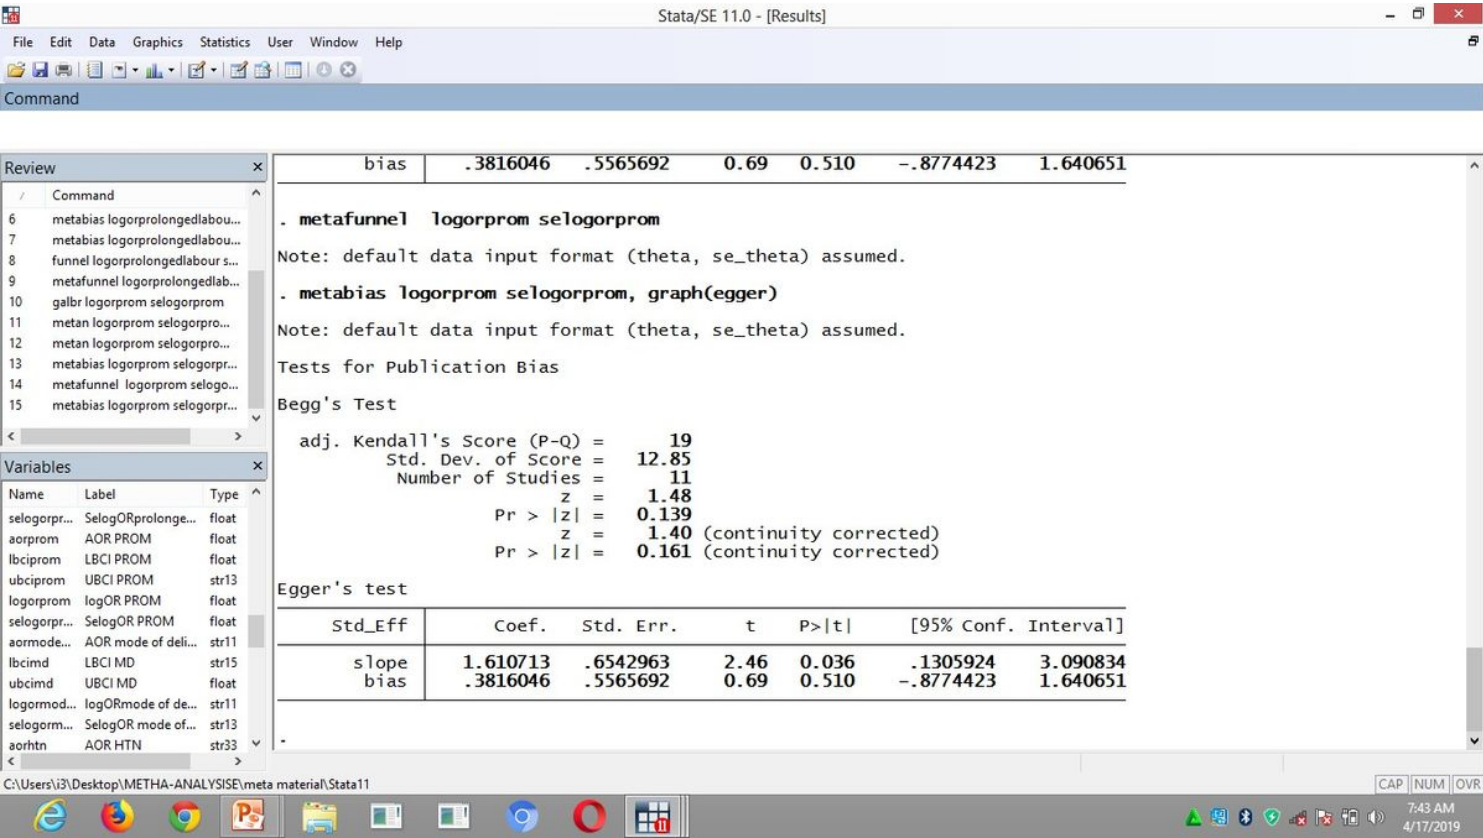 Stata/SE 11.0 - [Results]
File Edit Data Graphics Statistics User Window Help
Command
Review
Command
6 metabias logorprolongedlabou...
7 metabias logorprolongedlabou...
8 funnel logorprolongedlabour s...
9 metafunnel logorprolongedlab...
10 galbr logorprom selogorprom
11 metan logorprom selogorpro...
12 metan logorprom selogorpro...
13 metabias logorprom selogorpr...
14 metafunnel logorprom selogo...
15 metabias logorprom selogorpr...
Variables
Name Label Type
selogorpr... SelogORprolonge... float
aorprom AOR PROM float
lbciprom LBCI PROM float
ubciprom UBCI PROM str13
logorprom logOR PROM float
selogorpr... SelogOR PROM float
aormode... AOR mode of deli... str11
lbcimd LBCI MD str15
ubcimd UBCI MD float
logormod... logORmode of de... str11
selogorm... SelogOR mode of... str13
aorhtn AOR HTN str33
bias .3816046 .5565692 0.69 0.510 -.8774423 1.640651
. metafunnel logorprom selogorprom
Note: default data input format (theta, se_theta) assumed.
. metabias logorprom selogorprom, graph(egger)
Note: default data input format (theta, se_theta) assumed.
Tests for Publication Bias
Begg's Test
adj. Kendall's Score (P-Q) = 19
Std. Dev. of Score = 12.85
Number of Studies = 11
z = 1.48
Pr > |z| = 0.139
z = 1.40 (continuity corrected)
Pr > |z| = 0.161 (continuity corrected)
Egger's test
Std_Eff Coef. Std. Err. t P>|t| [95% Conf. Interval]
slope 1.610713 .6542963 2.46 0.036 .1305924 3.090834
bias .3816046 .5565692 0.69 0.510 -.8774423 1.640651
.
C:\Users\i3\Desktop\METHA-ANALYSISE\meta material\Stata11
CAP NUM OVR
7:43 AM
4/17/2019